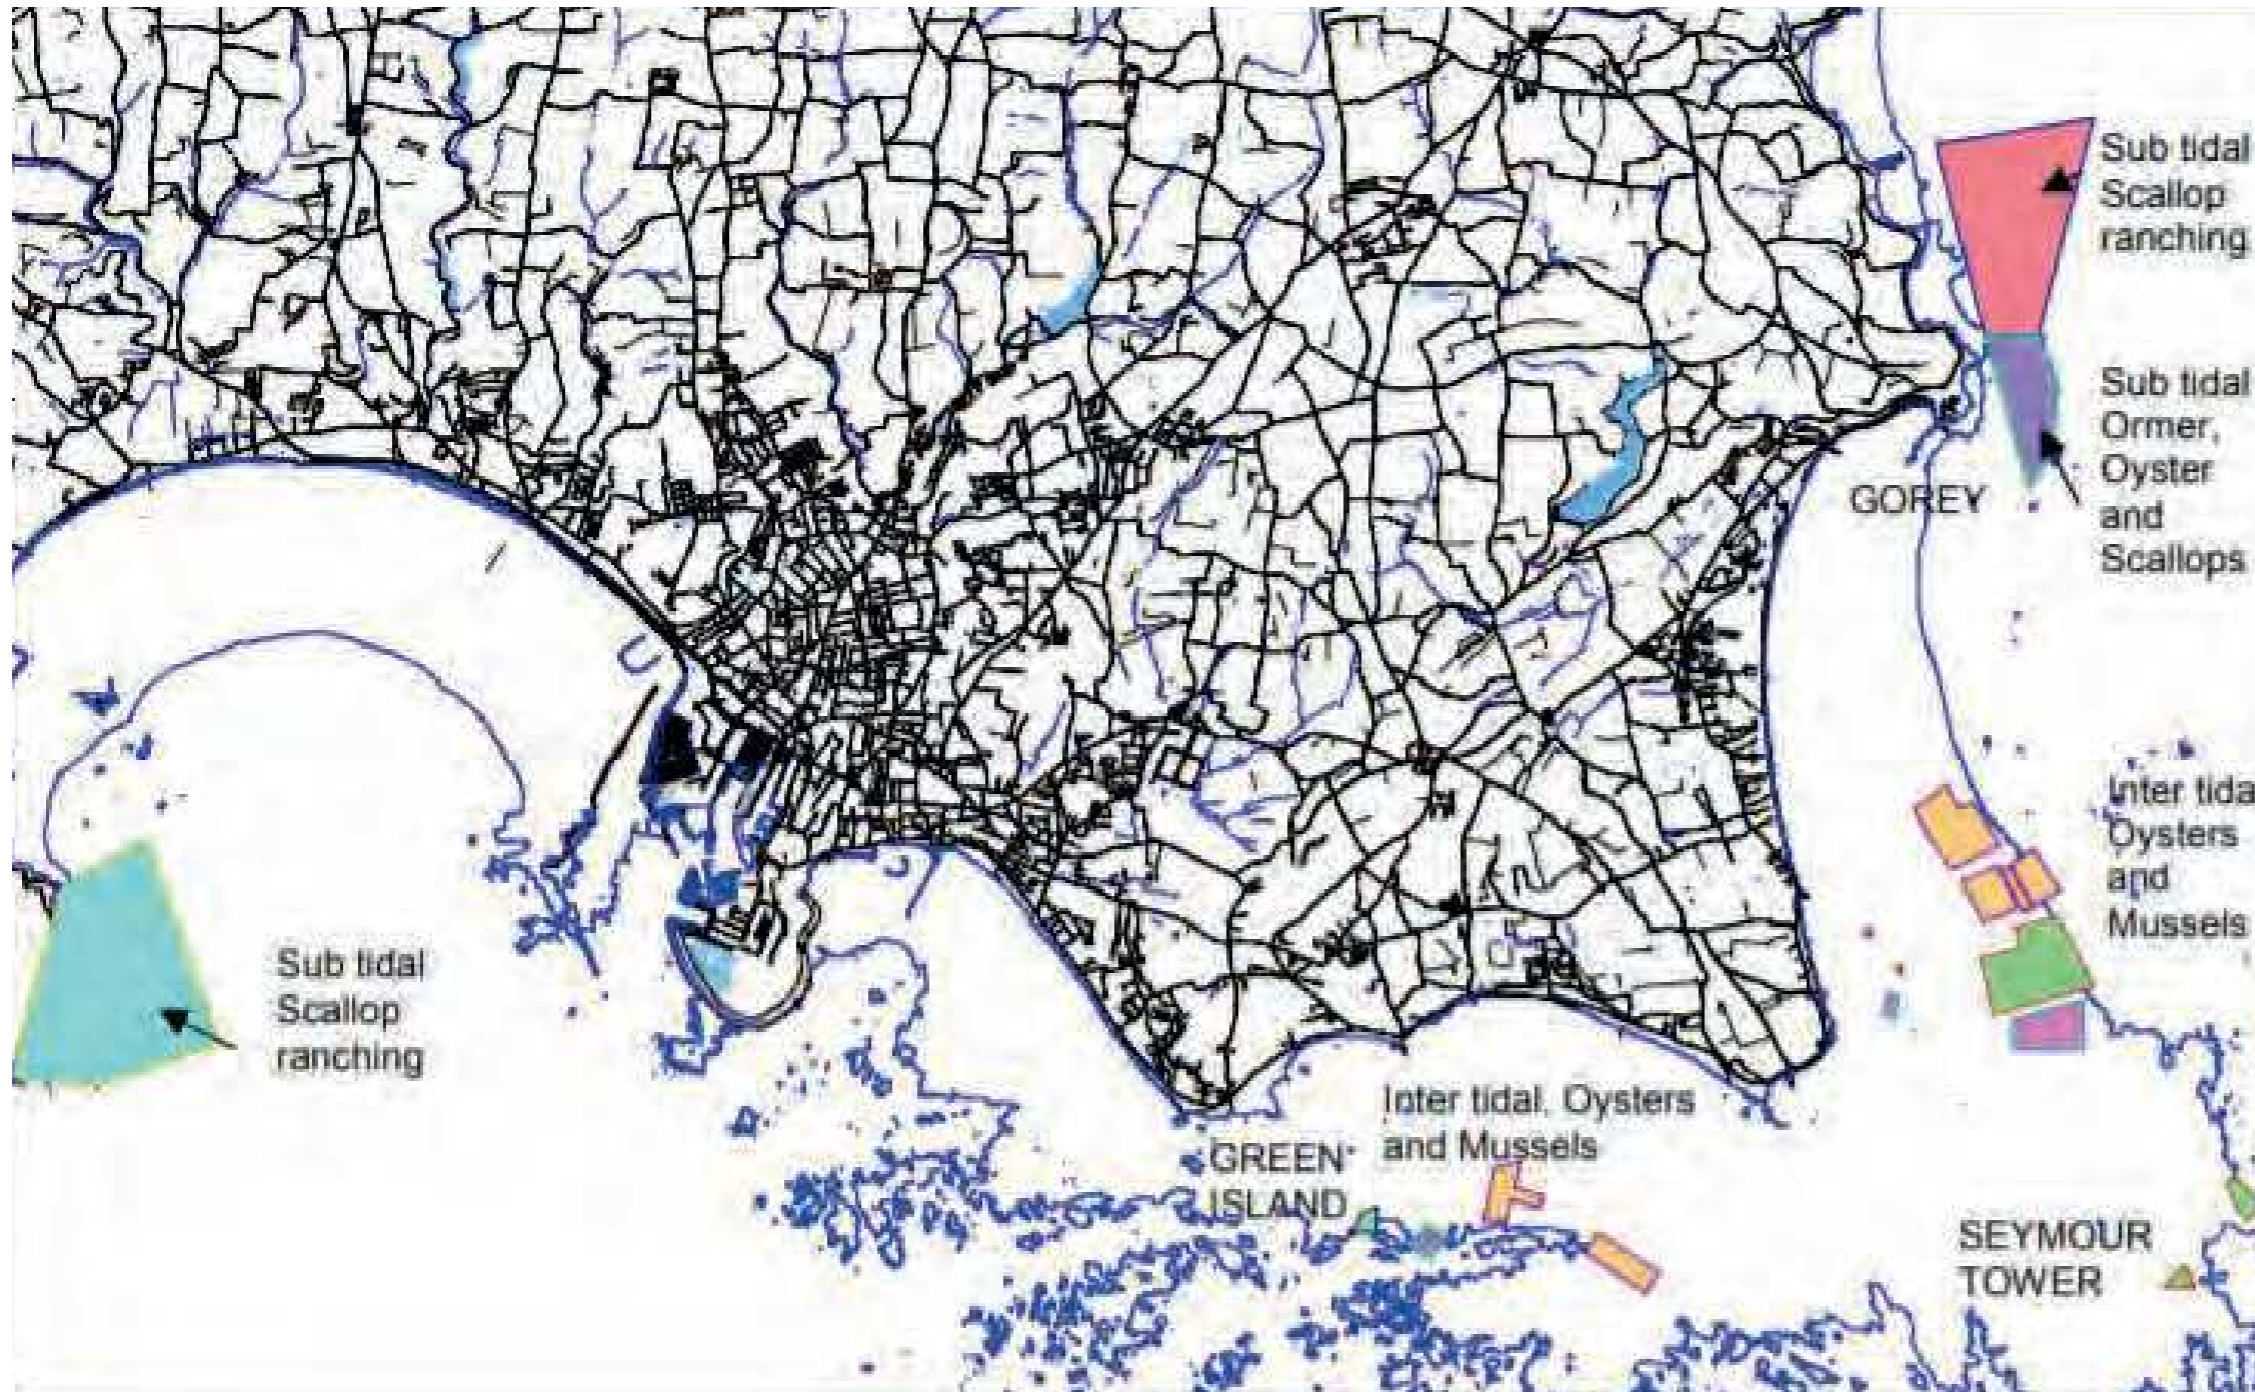 Sub tidal
Scallop
ranching
Sub tidal
Ormer,
Oyster
and
Scallops
GOREY
Inter tida
Oysters
and
Mussels
Sub tidal
Scallop
ranching
Inter tidal. Oysters
and Mussels
GREEN
ISLAND
SEYMOUR
TOWER